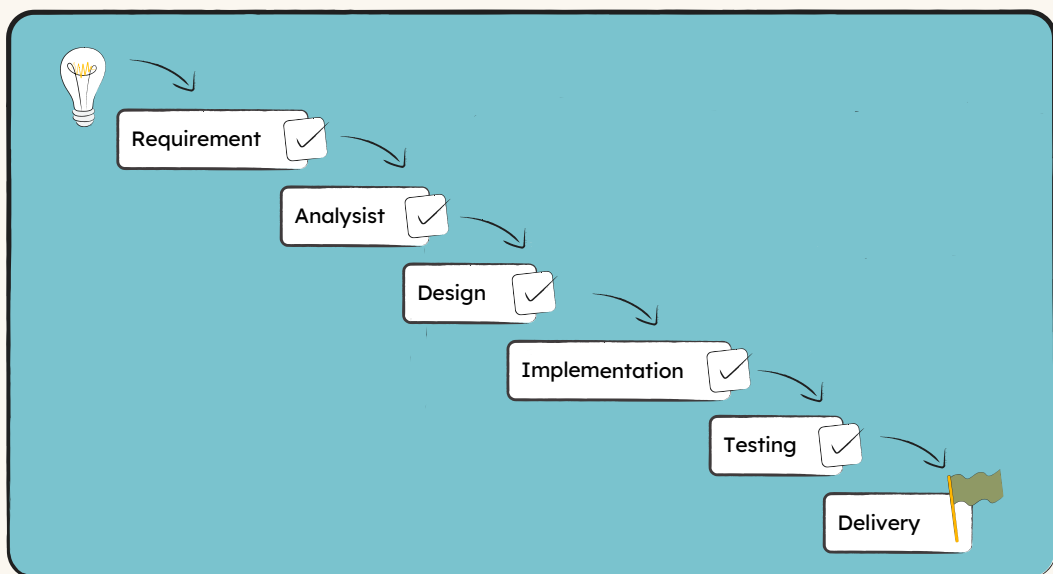 Requirement
Analysist
Design
Implementation
Testing
Delivery